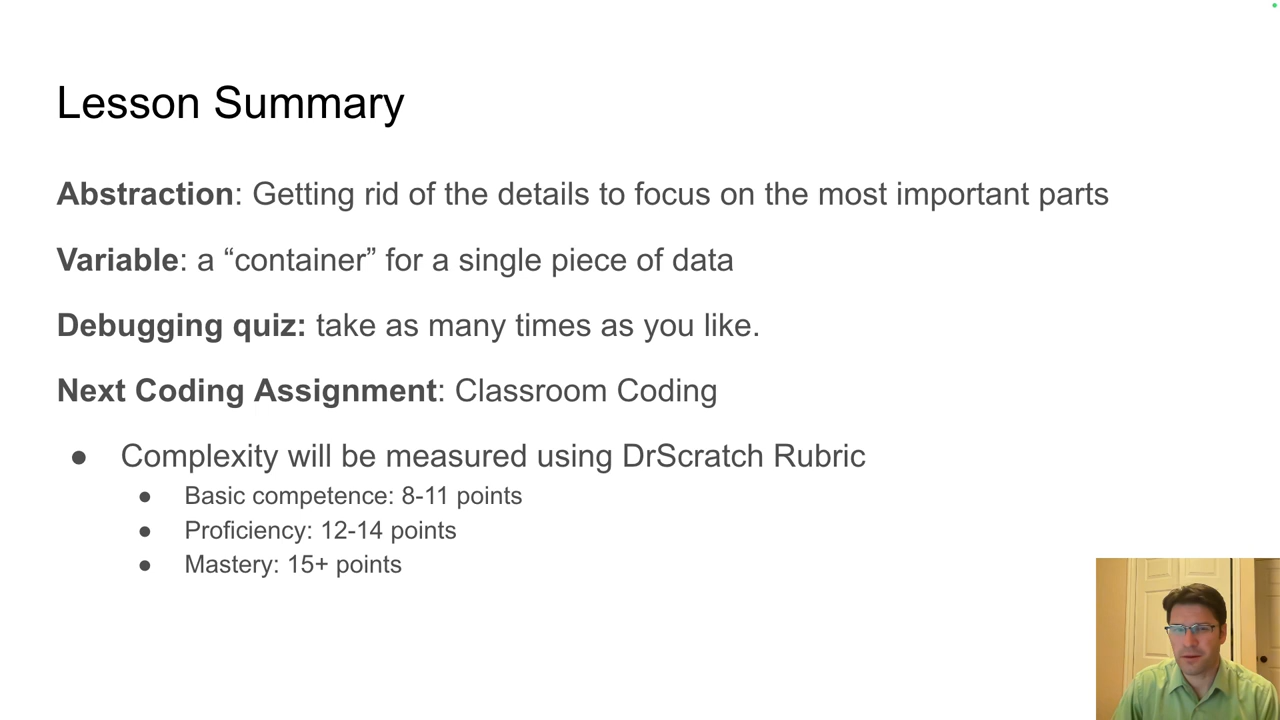 Lesson Summary
Abstraction: Getting rid of the details to focus on the most important parts
Variable: a “container” for a single piece of data
Debugging quiz: take as many times as you like.
Next Coding Assignment: Classroom Coding
● Complexity will be measured using DrScratch Rubric
● Basic competence: 8-11 points
● Proficiency: 12-14 points
● Mastery: 15+ points